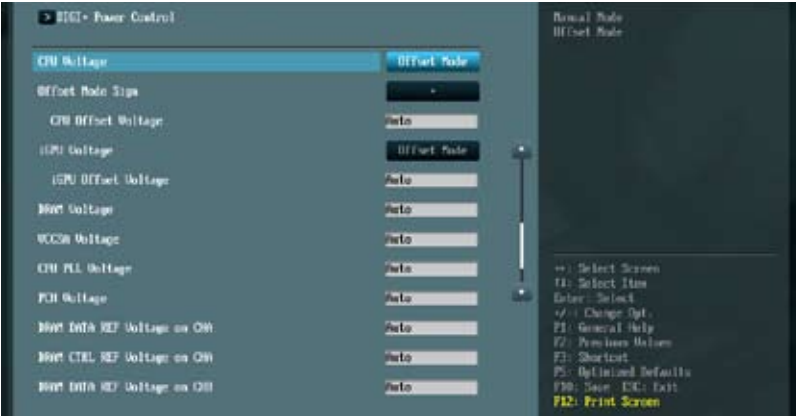 > DIGI+ Power Control
CPU Voltage Offset Mode
Offset Mode Sign
CPU Offset Voltage Auto
iGPU Voltage Offset Mode
iGPU Offset Voltage Auto
DRAM Voltage Auto
VCCSA Voltage Auto
CPU PLL Voltage Auto
PCH Voltage Auto
DRAM DATA REF Voltage on CHA Auto
DRAM CTRL REF Voltage on CHA Auto
DRAM DATA REF Voltage on CHB Auto
Manual Mode
Offset Mode
→←: Select Screen
↑↓: Select Item
Enter: Select
+/-: Change Opt.
F1: General Help
F2: Previous Values
F3: Shortcut
F5: Optimized Defaults
F10: Save ESC: Exit
F12: Print Screen